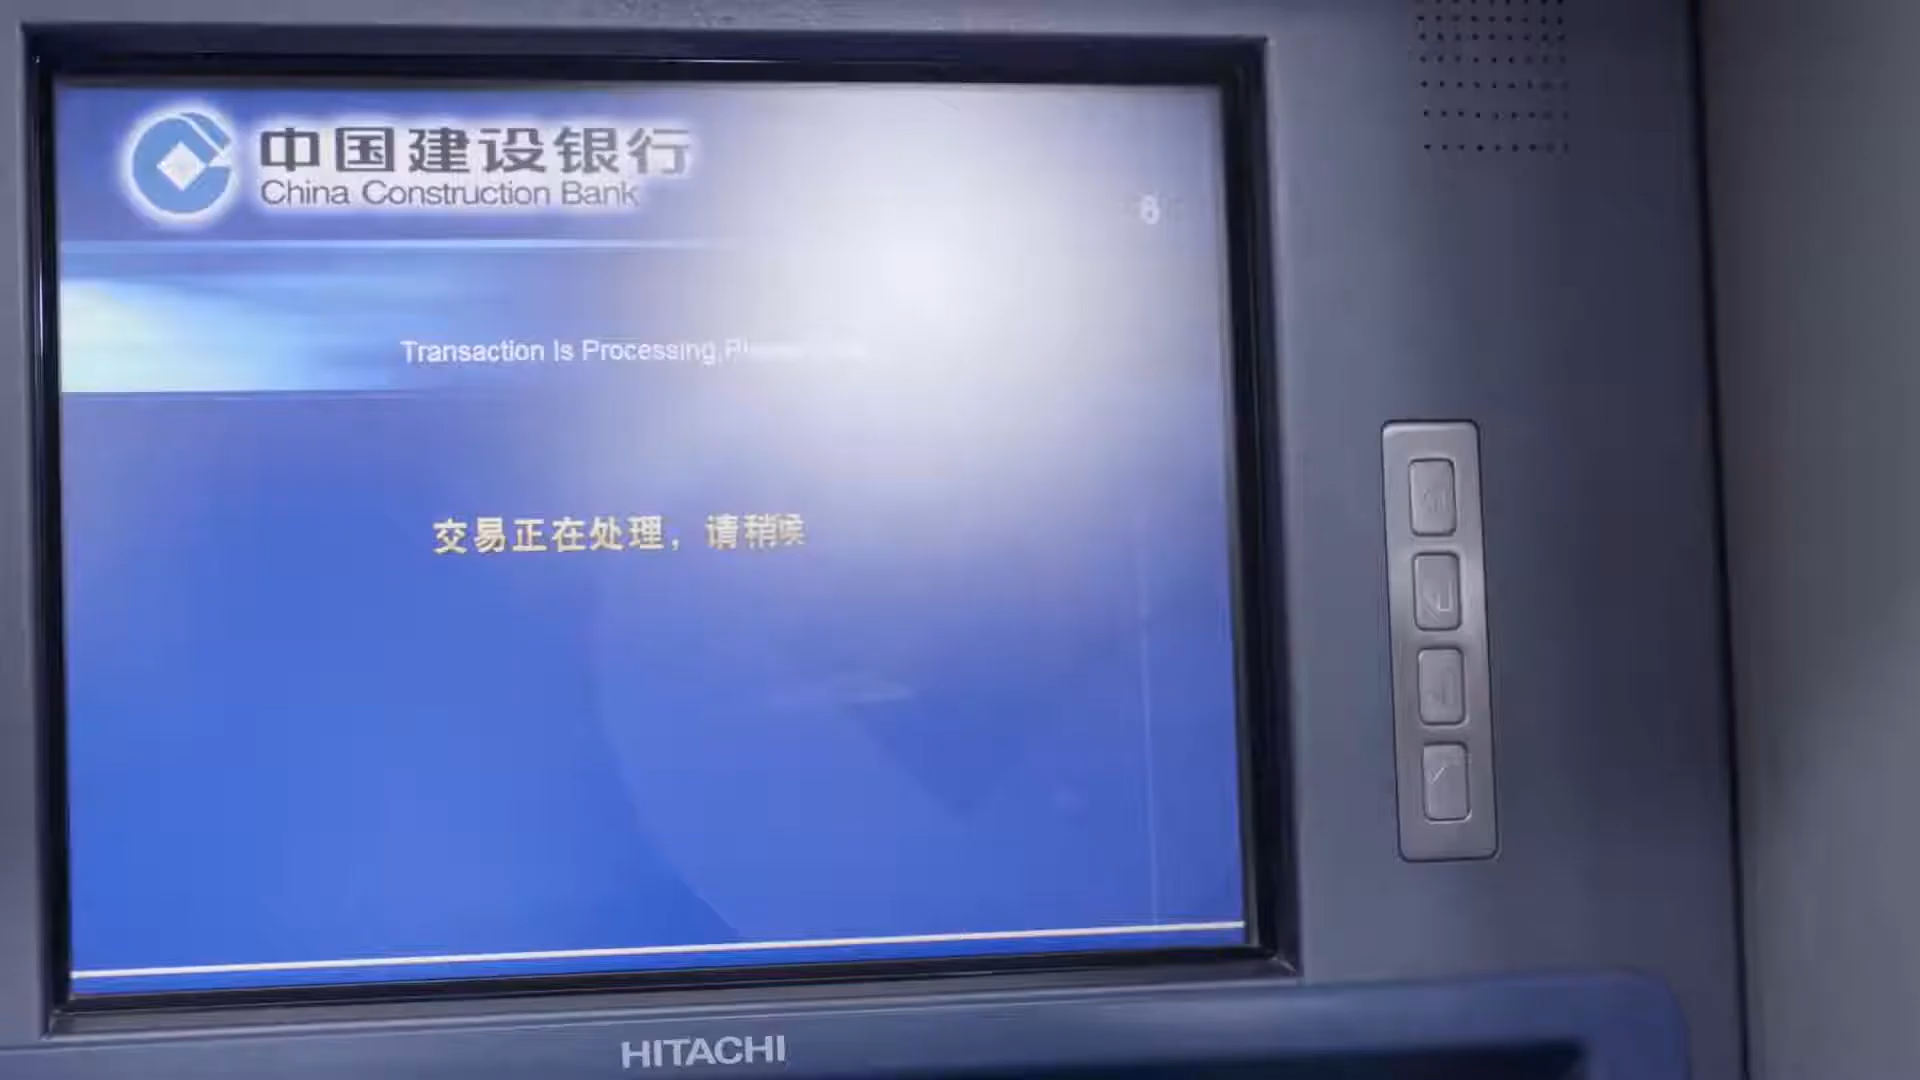 中国建设银行
China Construction Bank
8
Transaction Is Processing,
交易正在处理，请稍候
HITACHI